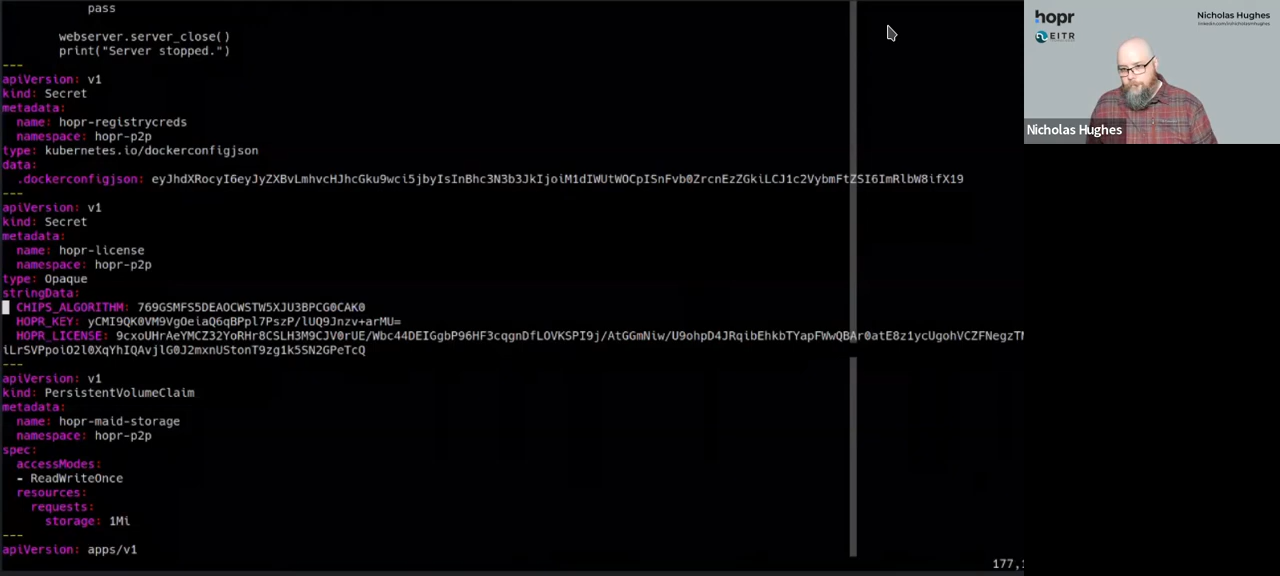 pass
webserver.server_close()
print("Server stopped.")
---
apiVersion: v1
kind: Secret
metadata:
name: hopr-registrycreds
namespace: hopr-p2p
type: kubernetes.io/dockerconfigjson
data:
.dockerconfigjson:
---
apiVersion: v1
kind: Secret
metadata:
name: hopr-license
namespace: hopr-p2p
type: Opaque
stringData:
CHIPS_ALGORITHM:
HOPR_KEY:
HOPR_LICENSE:
---
apiVersion: v1
kind: PersistentVolumeClaim
metadata:
name: hopr-maid-storage
namespace: hopr-p2p
spec:
accessModes:
- ReadWriteOnce
resources:
requests:
storage: 1Mi
---
apiVersion: apps/v1
177,
hopr
EITR
Nicholas Hughes
Nicholas Hughes